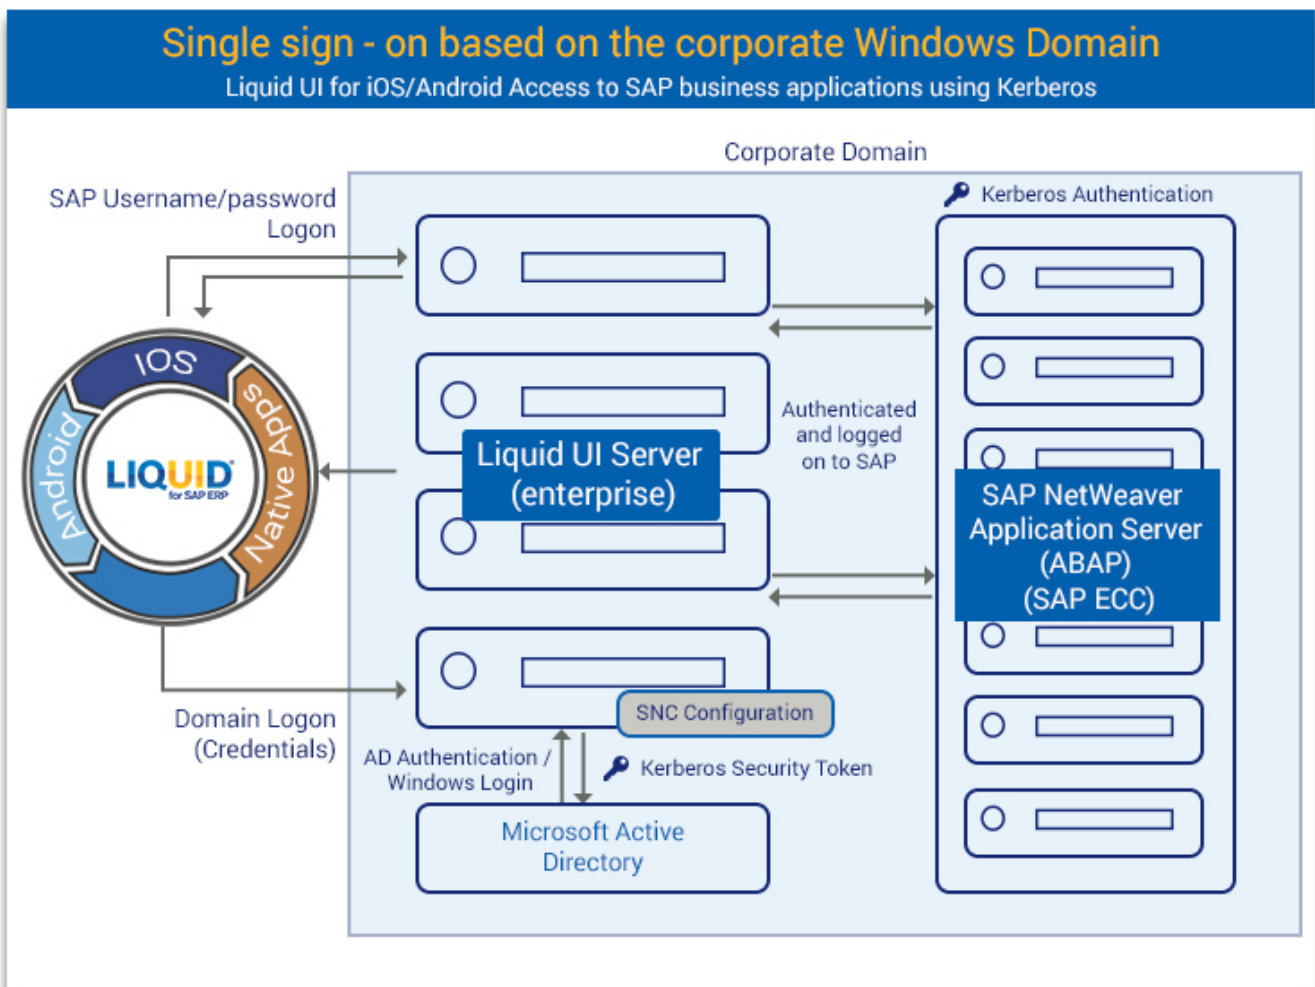 Single sign - on based on the corporate Windows Domain
Liquid UI for iOS/Android Access to SAP business applications using Kerberos
Corporate Domain
SAP Username/password
Logon
Kerberos Authentication
IOS
Android
Native Apps
LIQUID
for SAP ERP
Liquid UI Server
(enterprise)
Authenticated
and logged
on to SAP
SAP NetWeaver
Application Server
(ABAP)
(SAP ECC)
Domain Logon
(Credentials)
SNC Configuration
AD Authentication /
Windows Login
Kerberos Security Token
Microsoft Active
Directory